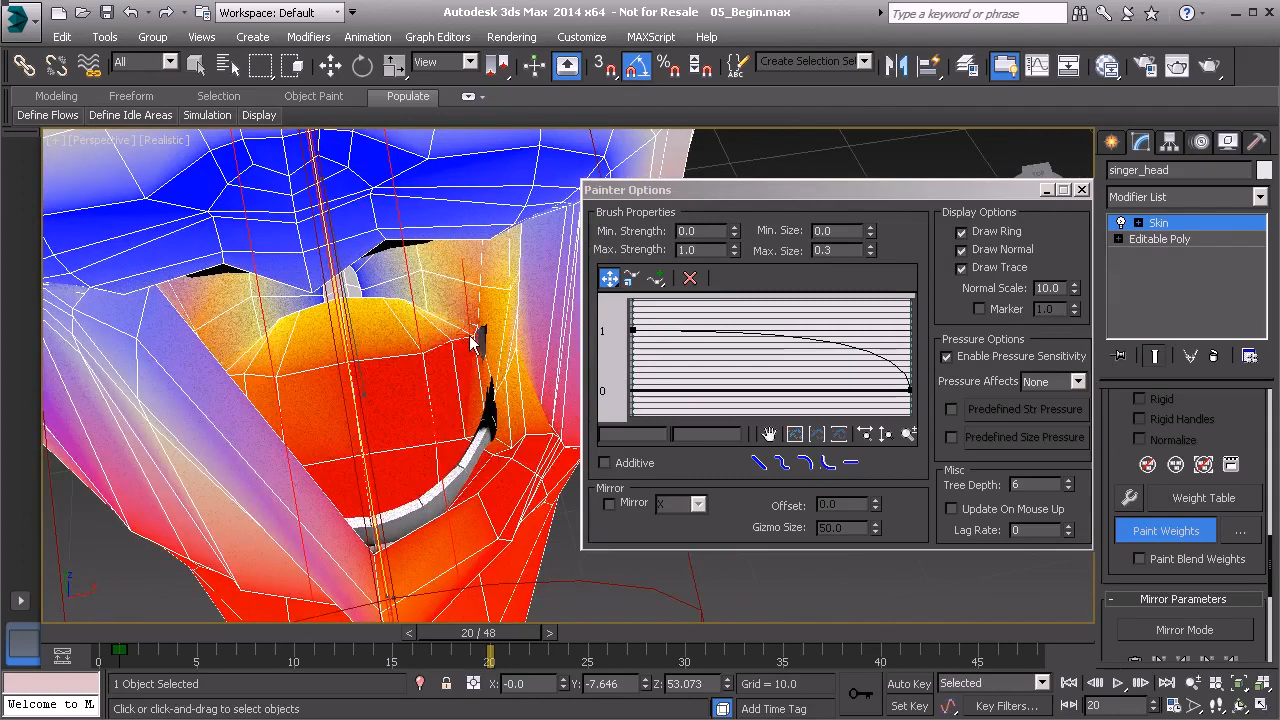 Workspace: Default
Autodesk 3ds Max 2014 x64 - Not for Resale 05_Begin.max
Type a keyword or phrase
Edit Tools Group Views Create Modifiers Animation Graph Editors Rendering Customize MAXScript Help
All View Create Selection Se
Modeling Freeform Selection Object Paint Populate
Define Flows Define Idle Areas Simulation Display
[+][Perspective][Realistic]
Painter Options
Brush Properties
Min. Strength: 0.0 Min. Size: 0.0
Max. Strength: 1.0 Max. Size: 0.3
1
0
Additive
Mirror
Mirror X Offset: 0.0
Gizmo Size: 50.0
Display Options
Draw Ring
Draw Normal
Draw Trace
Normal Scale: 10.0
Marker 1.0
Pressure Options
Enable Pressure Sensitivity
Pressure Affects None
Predefined Str Pressure
Predefined Size Pressure
Misc
Tree Depth: 6
Update On Mouse Up
Lag Rate: 0
singer_head
Modifier List
Skin
Editable Poly
Rigid
Rigid Handles
Normalize
Weight Table
Paint Weights ...
Paint Blend Weights
- Mirror Parameters
Mirror Mode
z
< 20 / 48 >
0 5 10 15 20 25 30 35 40 45
1 Object Selected X: -0.0 Y: -7.646 Z: 53.073 Grid = 10.0 Auto Key Selected
Welcome to M Click or click-and-drag to select objects Add Time Tag Set Key Key Filters... 20